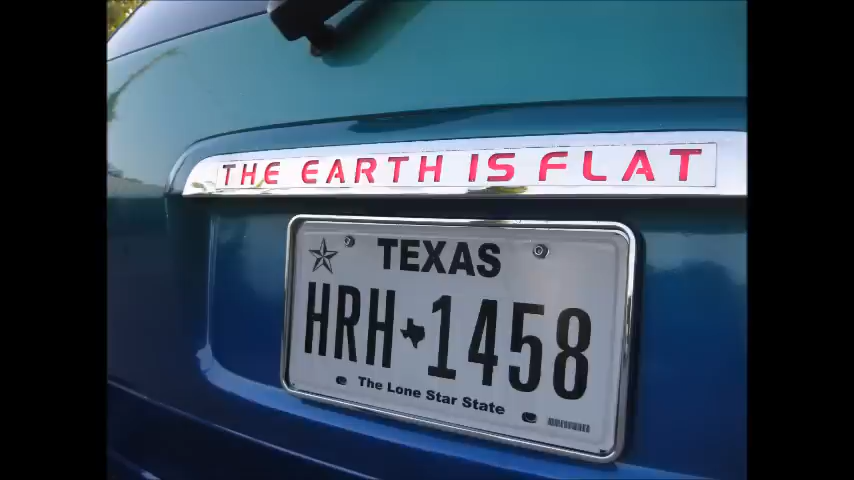 THE EARTH IS FLAT
TEXAS
HRH 1458
The Lone Star State